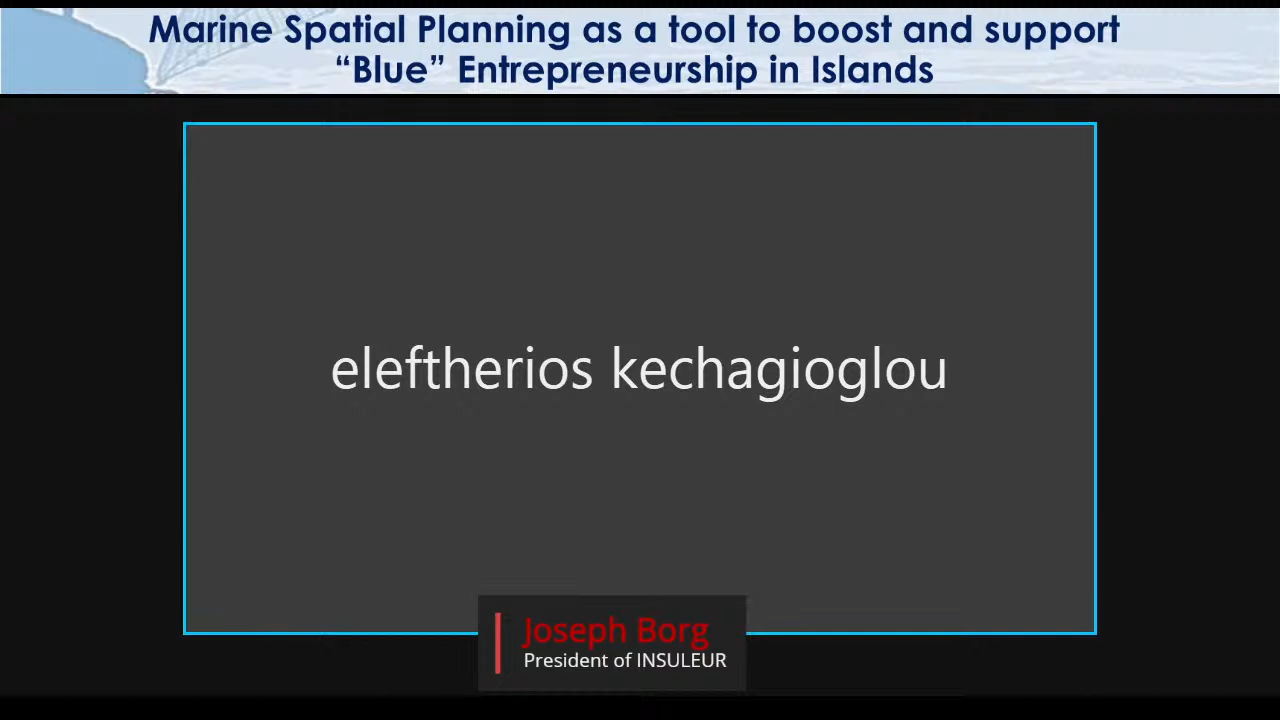 Marine Spatial Planning as a tool to boost and support
“Blue” Entrepreneurship in Islands
eleftherios kechagioglou
Joseph Borg
President of INSULEUR